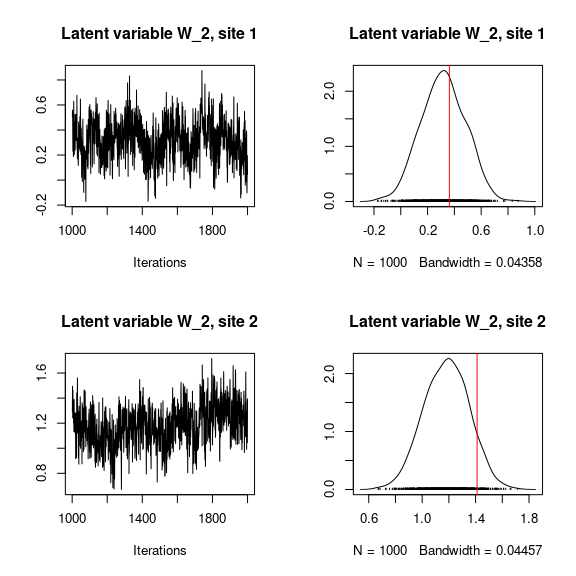 Latent variable W_2, site 1
Latent variable W_2, site 1
0.6
0.2
-0.2
1000 1400 1800
Iterations
2.0
1.0
0.0
-0.2 0.2 0.6 1.0
N = 1000 Bandwidth = 0.04358
Latent variable W_2, site 2
Latent variable W_2, site 2
1.6
1.2
0.8
1000 1400 1800
Iterations
2.0
1.0
0.0
0.6 1.0 1.4 1.8
N = 1000 Bandwidth = 0.04457